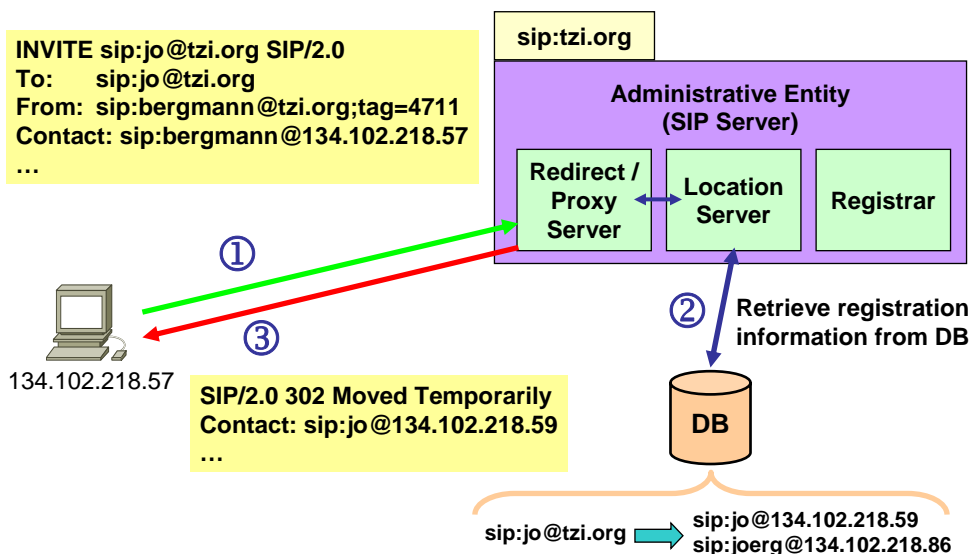 INVITE sip:jo@tzi.org SIP/2.0
To: sip:jo@tzi.org
From: sip:bergmann@tzi.org;tag=4711
Contact: sip:bergmann@134.102.218.57
…
sip:tzi.org
Administrative Entity
(SIP Server)
Redirect /
Proxy
Server
Location
Server
Registrar
①
②
Retrieve registration
information from DB
③
134.102.218.57
SIP/2.0 302 Moved Temporarily
Contact: sip:jo@134.102.218.59
…
DB
sip:jo@tzi.org
sip:jo@134.102.218.59
sip:joerg@134.102.218.86